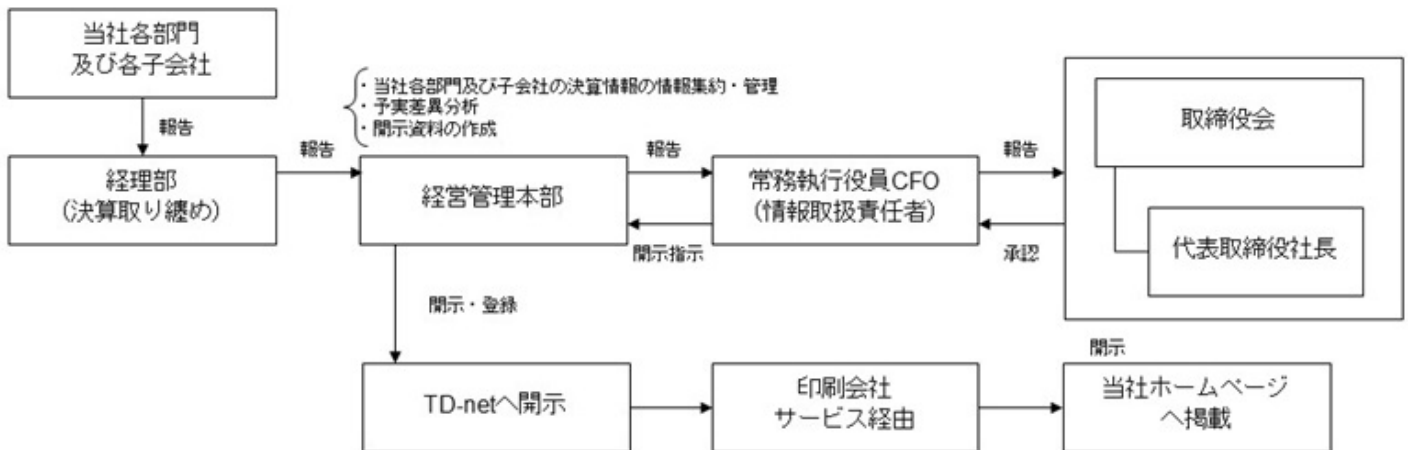 当社各部門
及び各子会社
・当社各部門及び子会社の決算情報の情報集約・管理
・予実差異分析
・開示資料の作成
報告
報告
報告
報告
経理部
(決算取り纏め)
経営管理本部
常務執行役員CFO
(情報取扱責任者)
取締役会
代表取締役社長
開示指示
承認
開示・登録
開示
TD-netへ開示
印刷会社
サービス経由
当社ホームページ
へ掲載